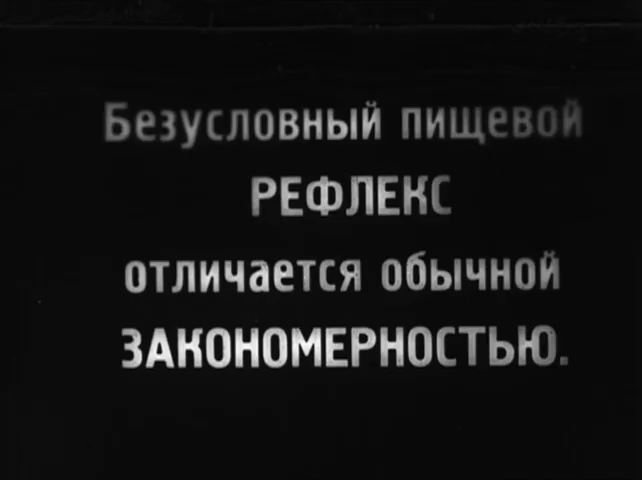 Безусловный пищевой
РЕФЛЕКС
отличается обычной
ЗАКОНОМЕРНОСТЬЮ.